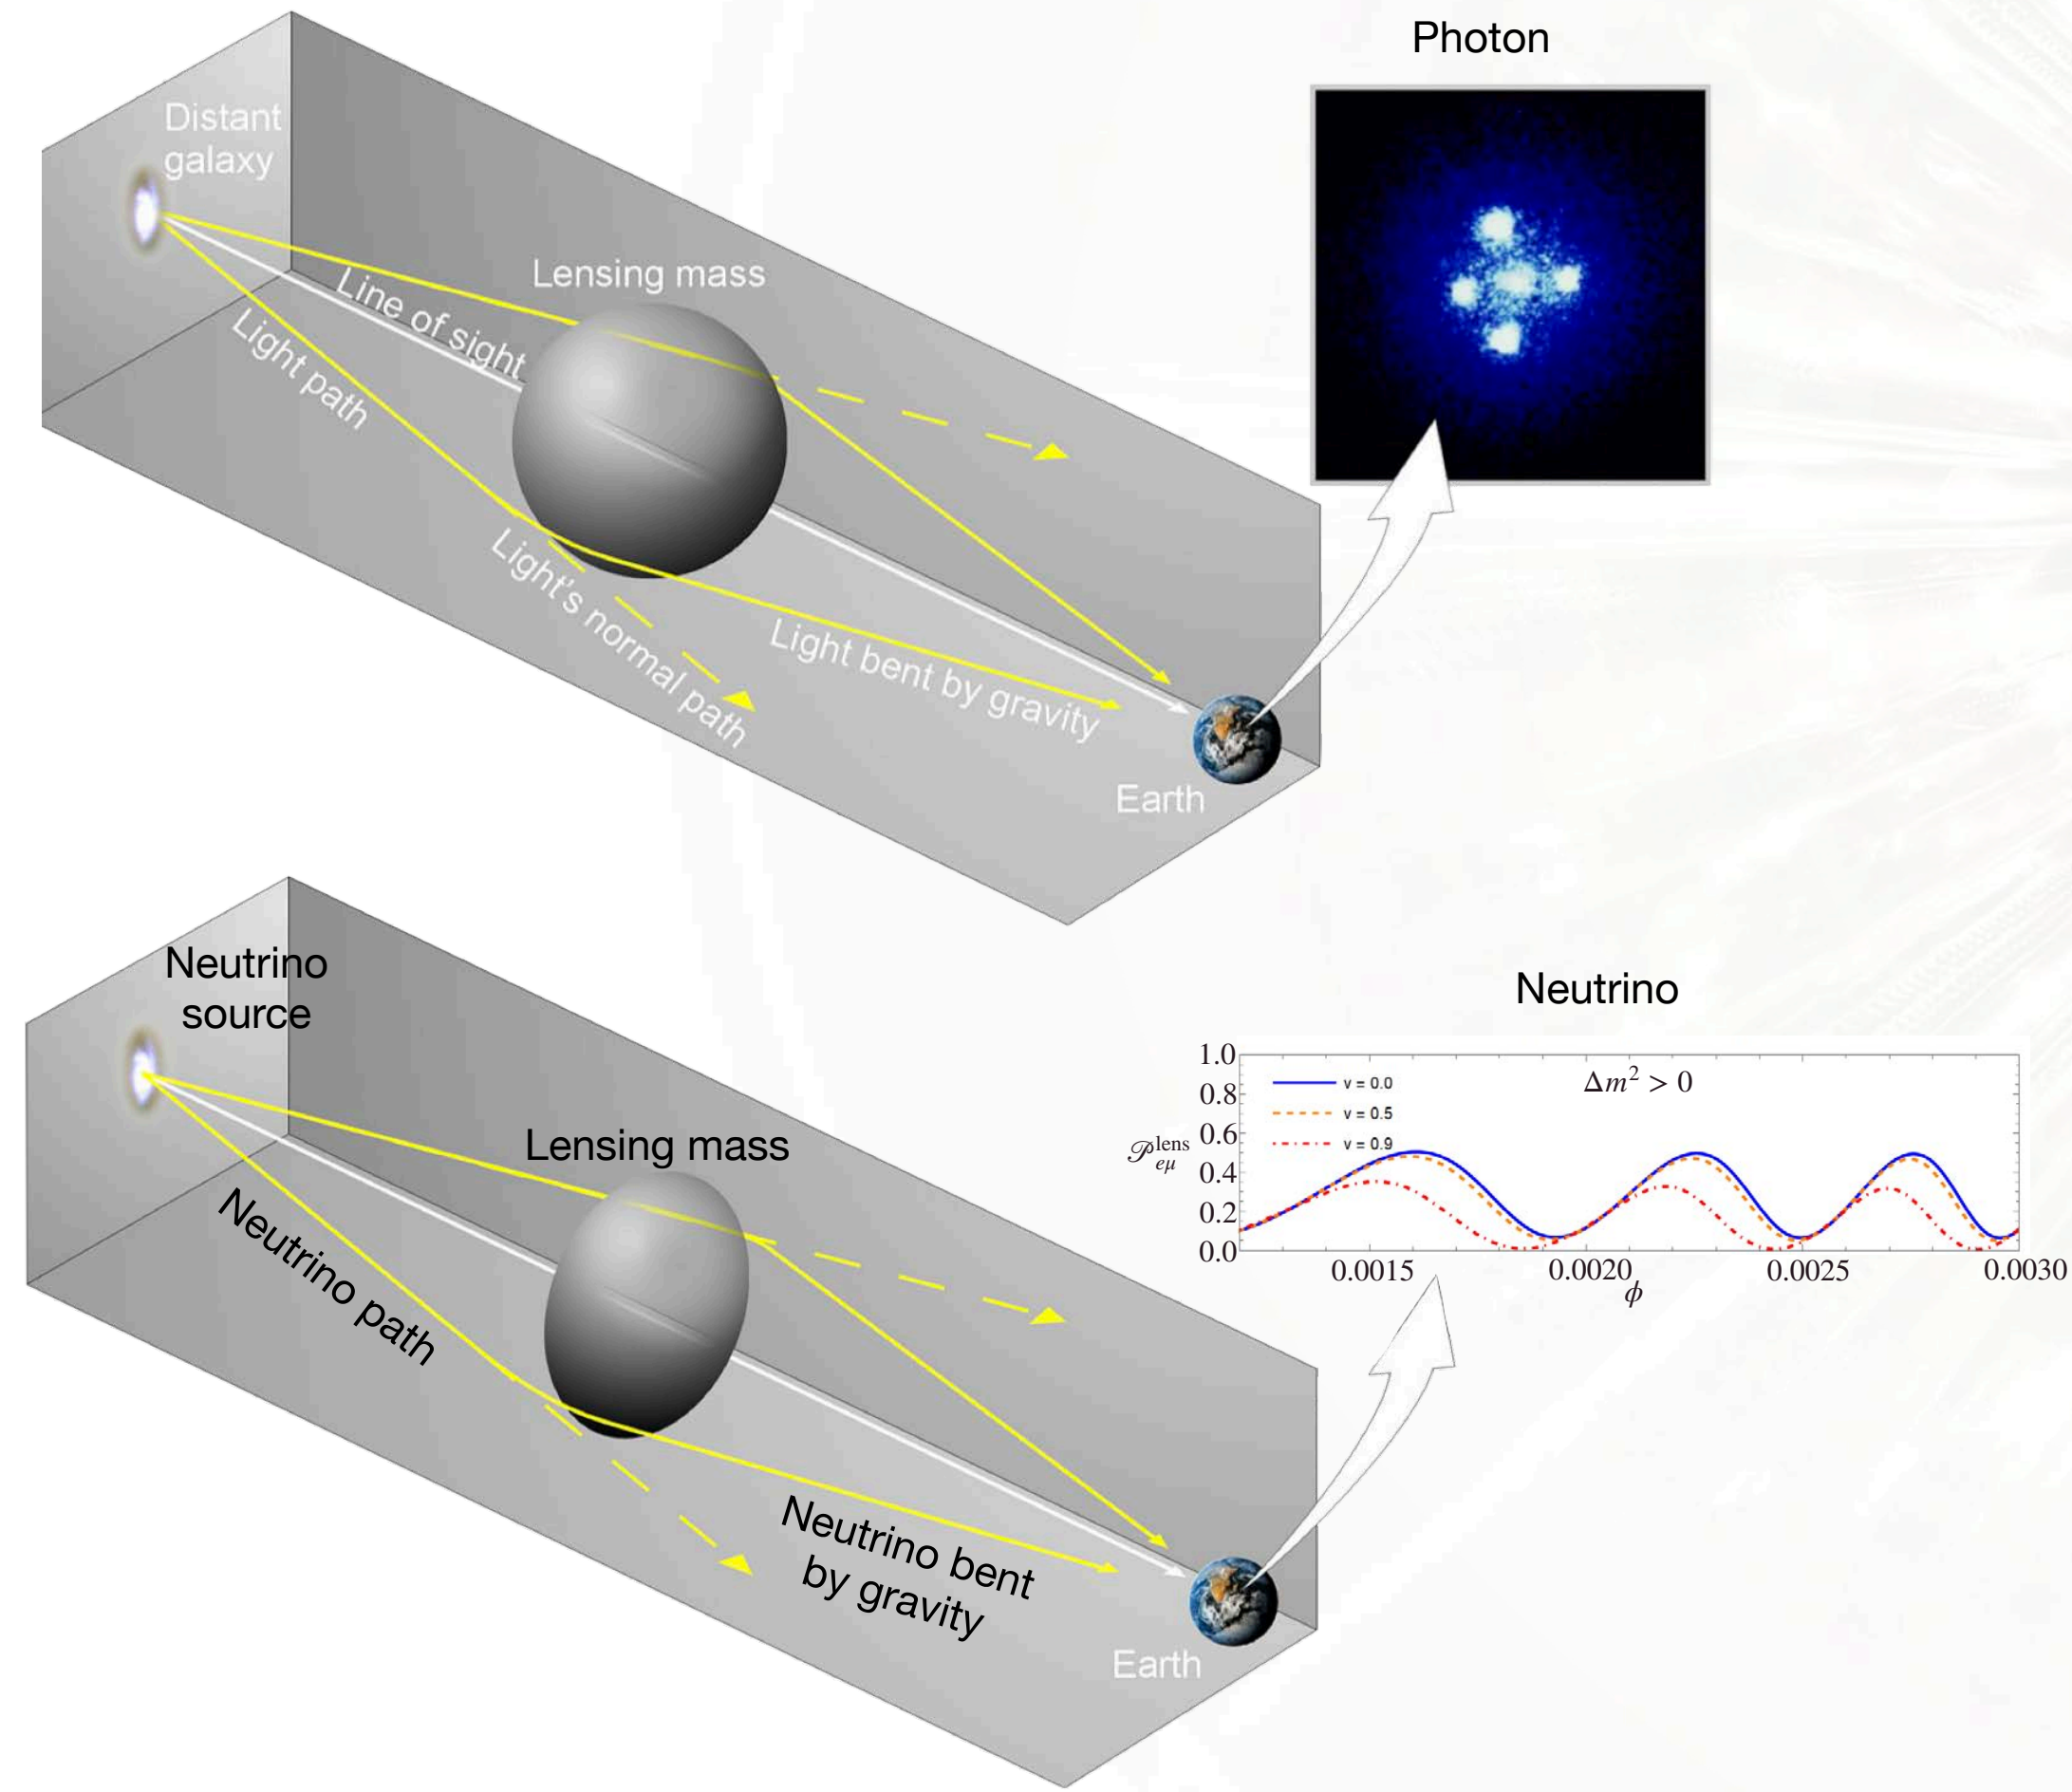 Photon
Distant
galaxy
Lensing mass
Line of sight
Light path
Light's normal path
Light bent by gravity
Earth
Neutrino
source
Neutrino
Lensing mass
Neutrino path
Neutrino bent
by gravity
Earth
1.0
0.8
0.6
0.4
0.2
0.0
𝒫 lens eμ
v = 0.0
v = 0.5
v = 0.9
Δm² > 0
0.0015 0.0020 0.0025 0.0030
ϕ